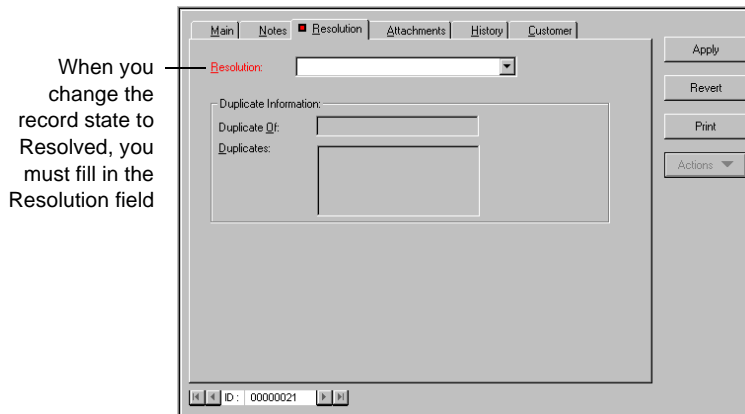 Main Notes Resolution Attachments History Customer
When you
change the
record state to
Resolved, you
must fill in the
Resolution field
Resolution:
Duplicate Information:
Duplicate Of:
Duplicates:
Apply
Revert
Print
Actions
ID : 00000021